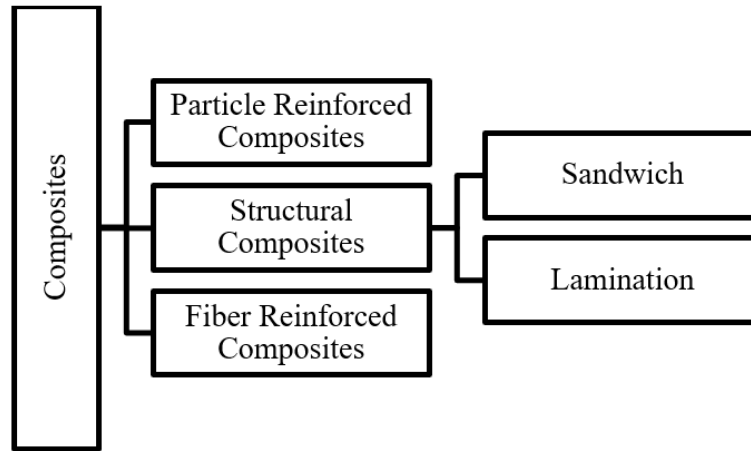 Composites
Particle Reinforced
Composites
Structural
Composites
Fiber Reinforced
Composites
Sandwich
Lamination